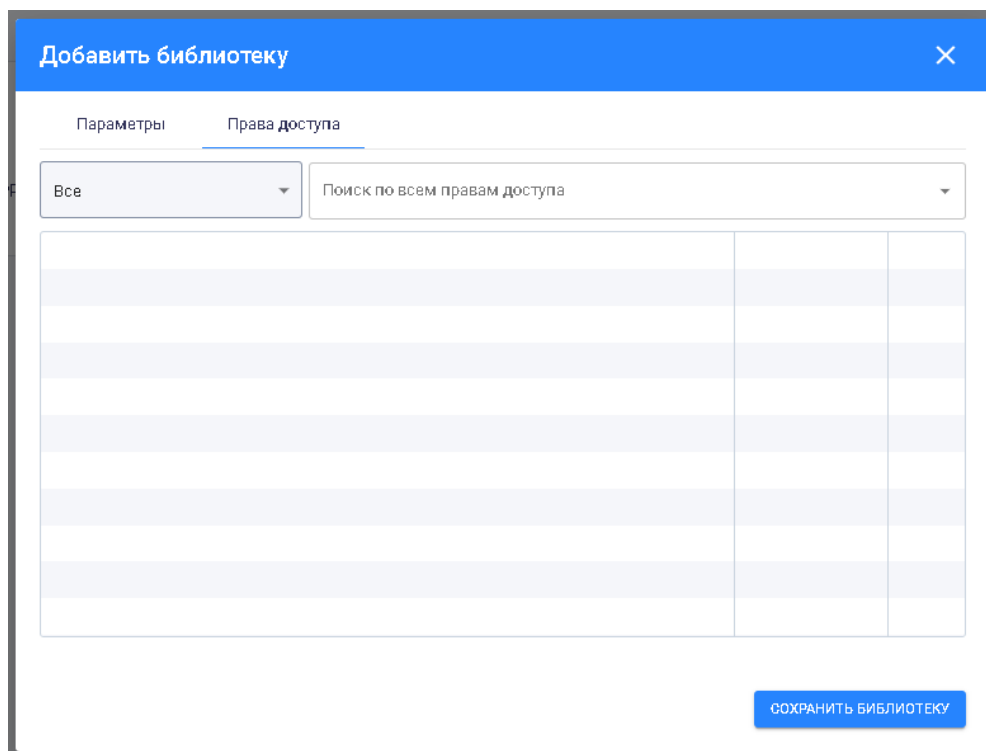 Добавить библиотеку
Параметры Права доступа
Все Поиск по всем правам доступа
СОХРАНИТЬ БИБЛИОТЕКУ